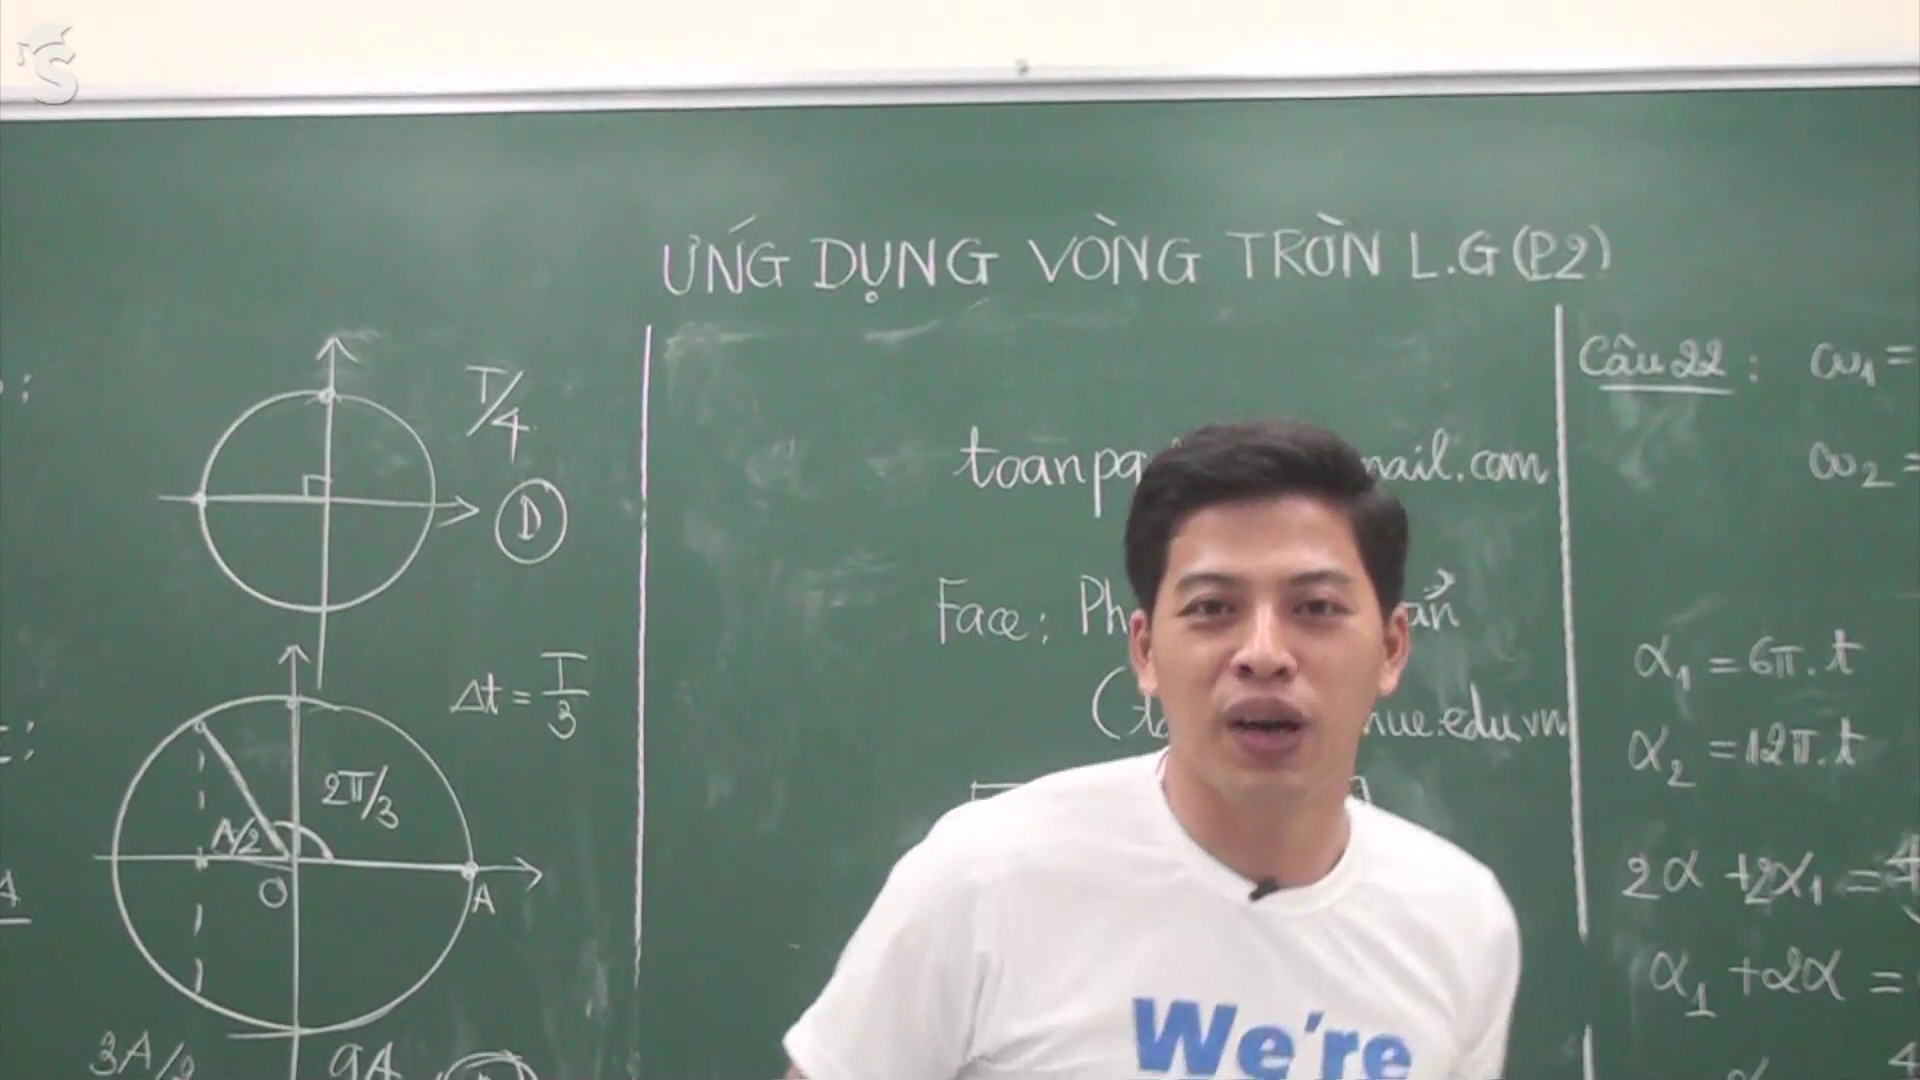 ỨNG DỤNG VÒNG TRÒN L.G (P2)
T/4
D
Δt = T/3
2π/3
A/2
O
A
3A/2
9A
mail.com
Face: Ph
nue.edu.vn
Câu 22 : ω₁ =
ω₂ =
α₁ = 6π.t
α₂ = 12π.t
2α + 2α₁ =
α₁ + 2α =
We're